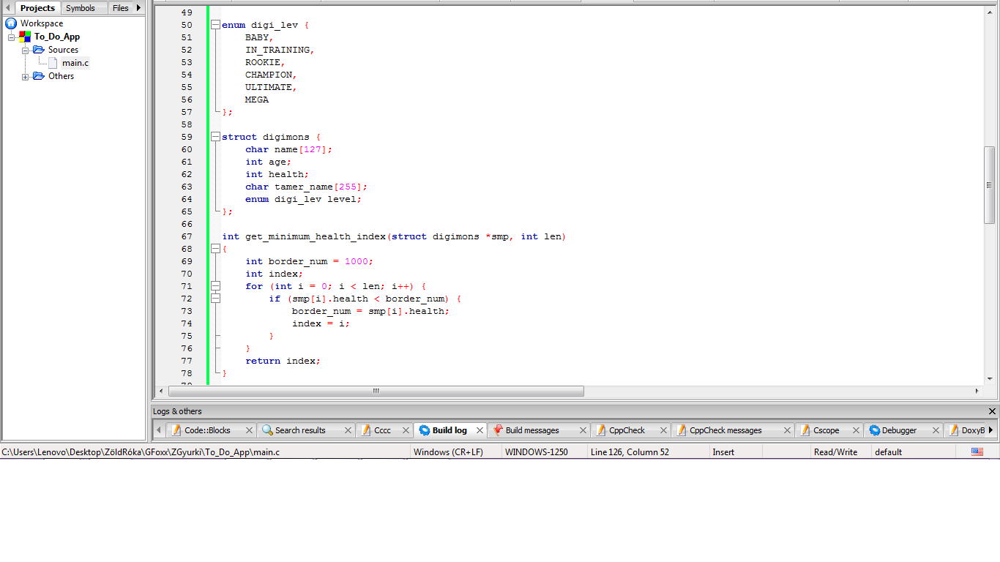 Projects Symbols Files
Workspace
To_Do_App
Sources
main.c
Others
49
50 enum digi_lev {
51 BABY,
52 IN_TRAINING,
53 ROOKIE,
54 CHAMPION,
55 ULTIMATE,
56 MEGA
57 };
58
59 struct digimons {
60 char name[127];
61 int age;
62 int health;
63 char tamer_name[255];
64 enum digi_lev level;
65 };
66
67 int get_minimum_health_index(struct digimons *smp, int len)
68 {
69 int border_num = 1000;
70 int index;
71 for (int i = 0; i < len; i++) {
72 if (smp[i].health < border_num) {
73 border_num = smp[i].health;
74 index = i;
75 }
76 }
77 return index;
78 }
Logs & others
Code::Blocks Search results Cccc Build log Build messages CppCheck CppCheck messages Cscope Debugger DoxyB
C:\Users\Lenovo\Desktop\ZöldRóka\GFoxx\ZGyurki\To_Do_App\main.c Windows (CR+LF) WINDOWS-1250 Line 126, Column 52 Insert Read/Write default